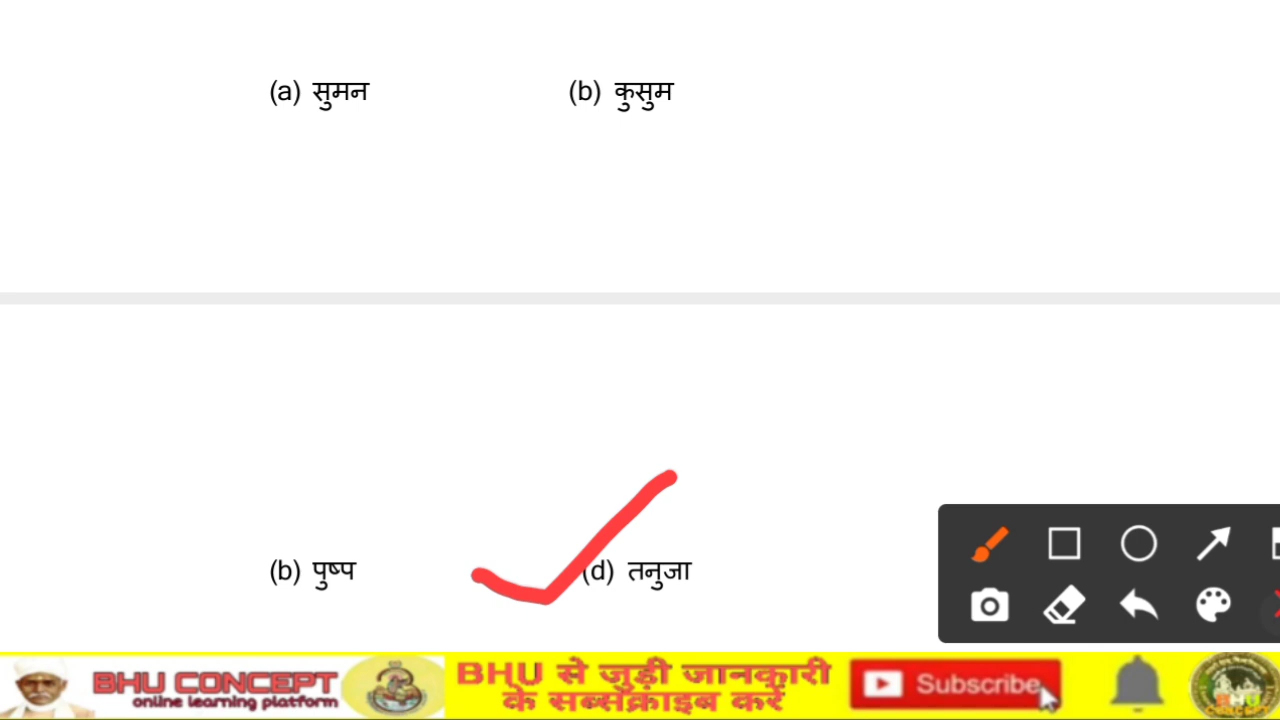 (a) सुमन (b) कुसुम
(b) पुष्प (d) तनुजा
BHU CONCEPT
online learning platform
BHU से जुड़ी जानकारी
के सब्सक्राइब करें
Subscribe